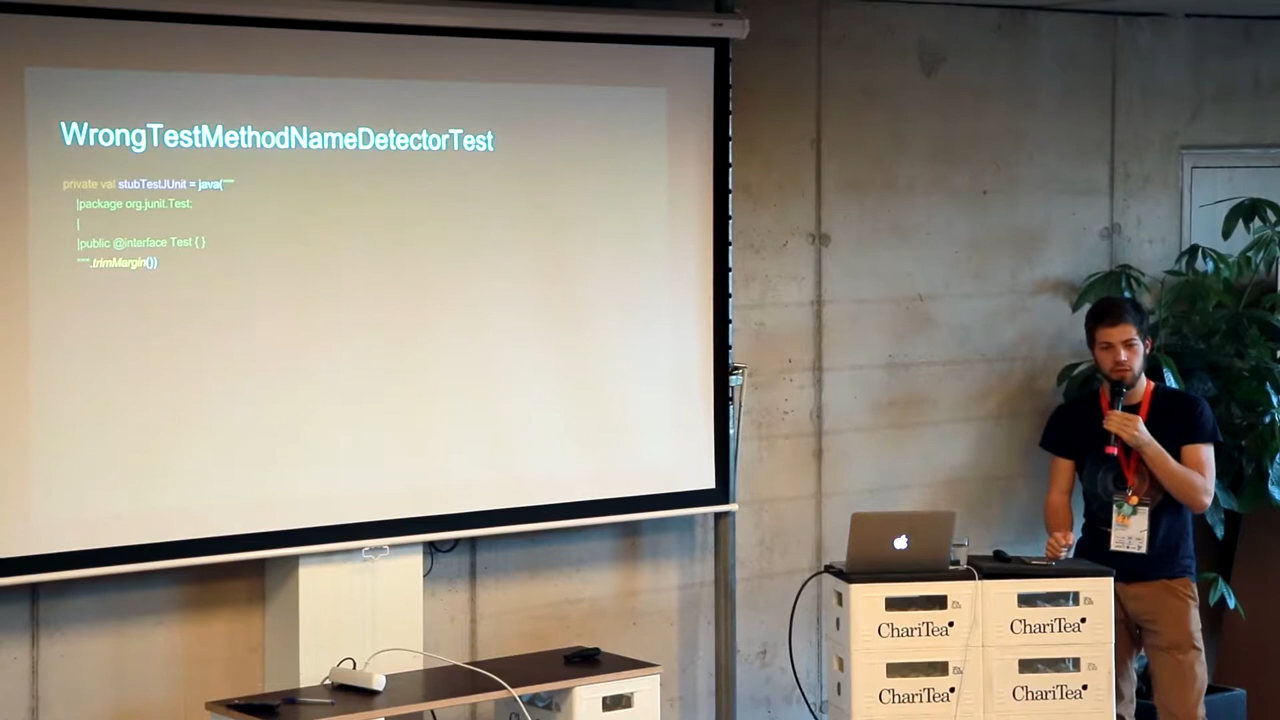 WrongTestMethodNameDetectorTest
private val stubTestJUnit = java("""
|package org.junit.Test;
|
|public @interface Test { }
""".trimMargin())
ChariTea
ChariTea
ChariTea
ChariTea